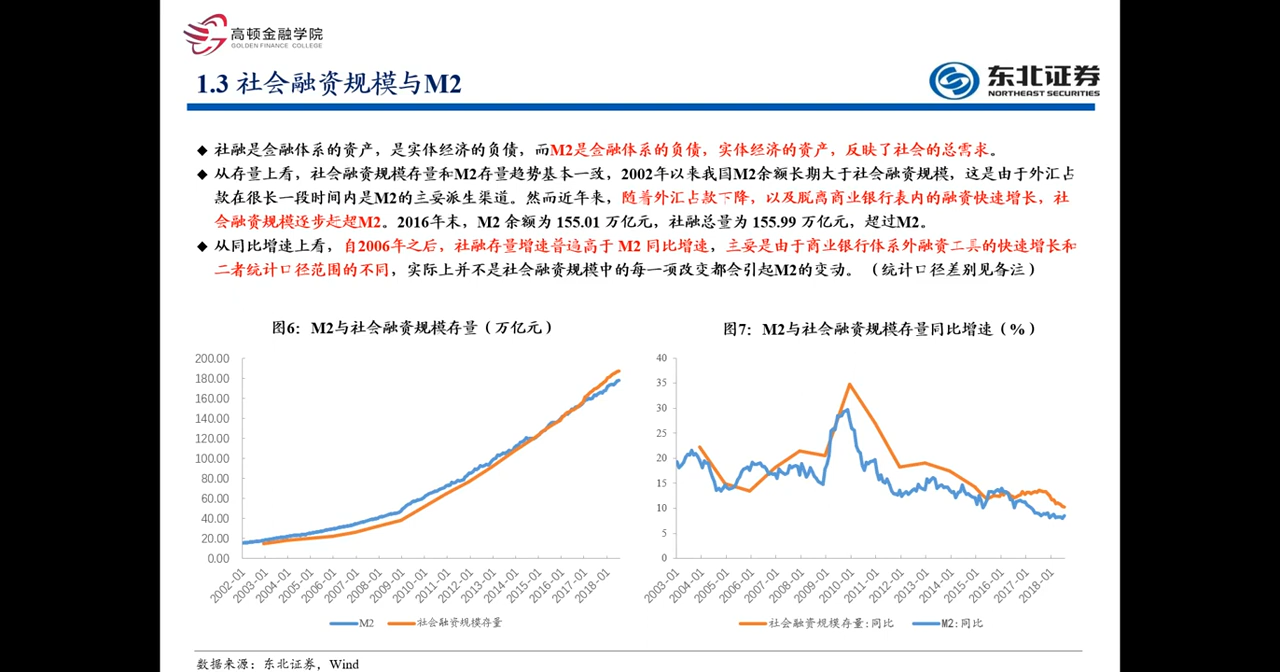 高顿金融学院
GOLDEN FINANCE COLLEGE
1.3 社会融资规模与M2
东北证券
NORTHEAST SECURITIES
◆ 社融是金融体系的资产，是实体经济的负债，而M2是金融体系的负债，实体经济的资产，反映了社会的总需求。
◆ 从存量上看，社会融资规模存量和M2存量趋势基本一致，2002年以来我国M2余额长期大于社会融资规模，这是由于外汇占
款在很长一段时间内是M2的主要派生渠道。然而近年来，随着外汇占款下降，以及脱离商业银行表内的融资快速增长，社
会融资规模逐步赶超M2。2016年末，M2 余额为 155.01 万亿元，社融总量为 155.99 万亿元，超过M2。
◆ 从同比增速上看，自2006年之后，社融存量增速普遍高于 M2 同比增速，主要是由于商业银行体系外融资工具的快速增长和
二者统计口径范围的不同，实际上并不是社会融资规模中的每一项改变都会引起M2的变动。（统计口径差别见备注）
图6：M2与社会融资规模存量（万亿元）
200.00
180.00
160.00
140.00
120.00
100.00
80.00
60.00
40.00
20.00
0.00
2002-01
2003-01
2004-01
2005-01
2006-01
2007-01
2008-01
2009-01
2010-01
2011-01
2012-01
2013-01
2014-01
2015-01
2016-01
2017-01
2018-01
M2
社会融资规模存量
图7：M2与社会融资规模存量同比增速（%）
40
35
30
25
20
15
10
5
0
2003-01
2004-01
2005-01
2006-01
2007-01
2008-01
2009-01
2010-01
2011-01
2012-01
2013-01
2014-01
2015-01
2016-01
2017-01
2018-01
社会融资规模存量:同比
M2:同比
数据来源：东北证券，Wind